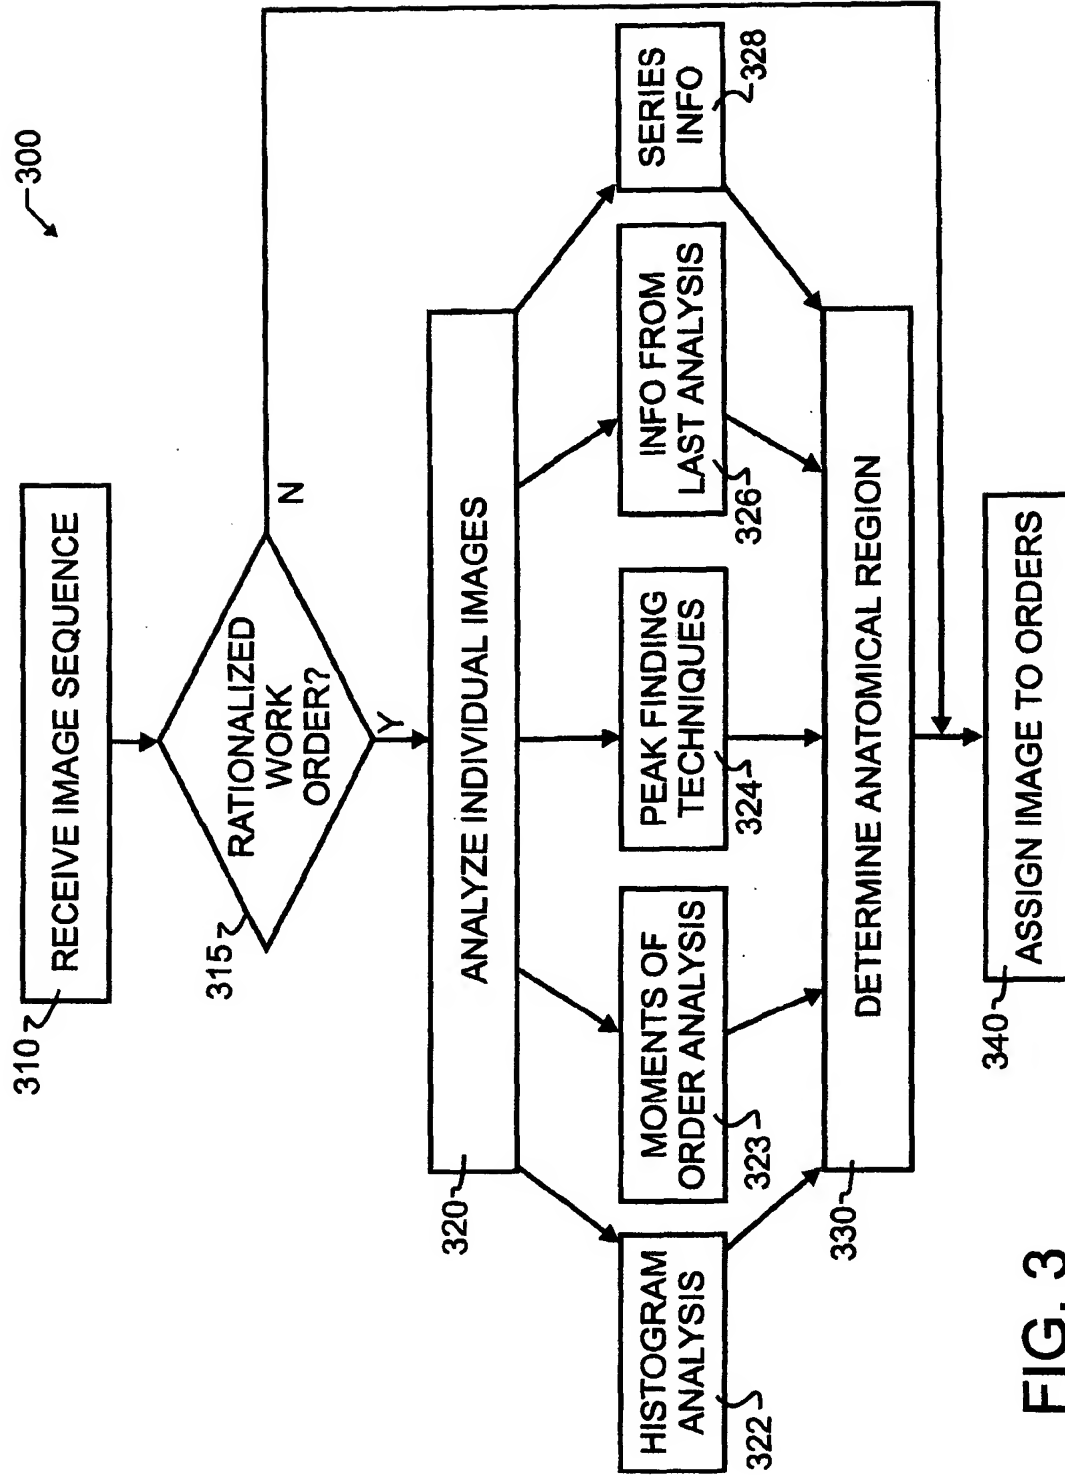 300
310
RECEIVE IMAGE SEQUENCE
315
RATIONALIZED
WORK
ORDER?
N
Y
320
ANALYZE INDIVIDUAL IMAGES
HISTOGRAM
ANALYSIS
322
MOMENTS OF
ORDER ANALYSIS
323
PEAK FINDING
TECHNIQUES
324
INFO FROM
LAST ANALYSIS
326
SERIES
INFO
328
330
DETERMINE ANATOMICAL REGION
340
ASSIGN IMAGE TO ORDERS
FIG. 3